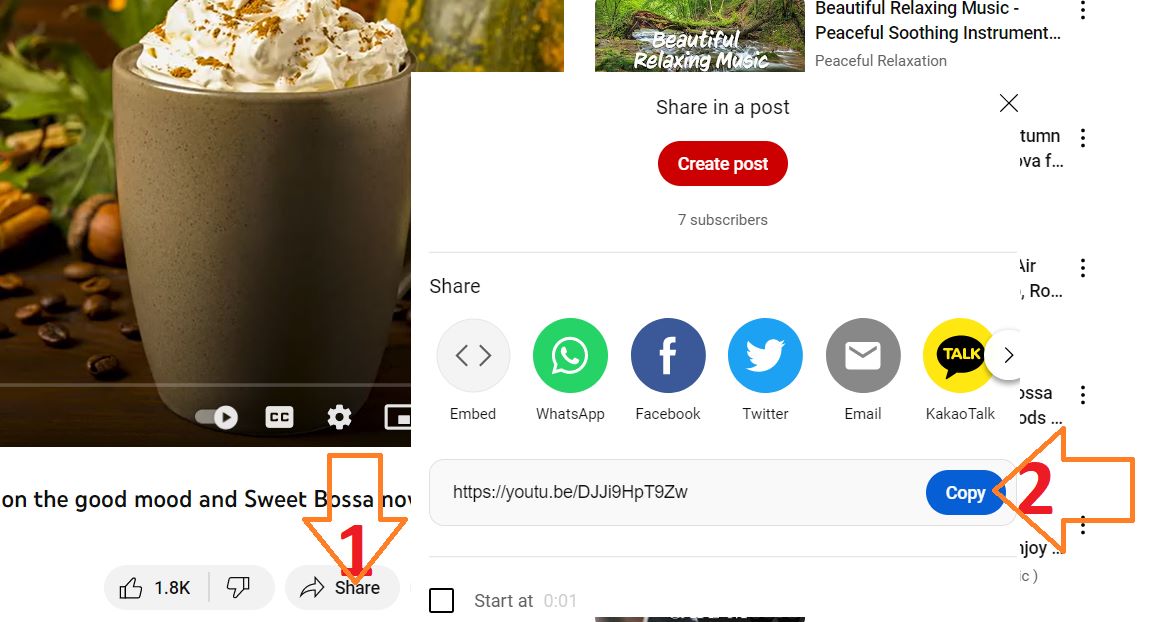 Beautiful Relaxing Music -
Peaceful Soothing Instrument...
Peaceful Relaxation
Beautiful
Relaxing Music
Share in a post
Create post
7 subscribers
tumn
ova f...
Share
Air
, Ro...
TALK
Embed
WhatsApp
Facebook
Twitter
Email
KakaoTalk
CC
ossa
ods ...
https://youtu.be/DJJi9HpT9Zw
Copy
2
on the good mood and Sweet Bossa nov
1
njoy ...
ic )
1.8K
Share
Start at 0:01